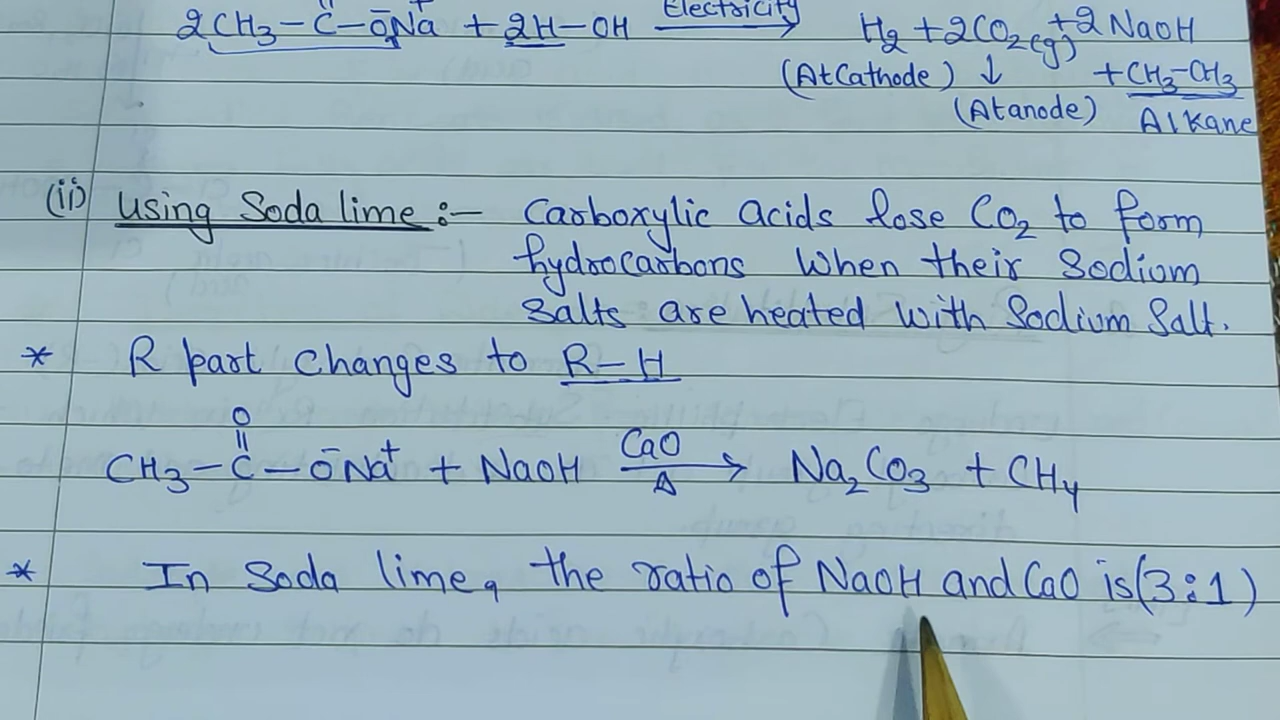 2CH3-C-ŌNa+ + 2H-OH Electricity → H2 + 2CO2(g) + 2NaOH
(At Cathode) ↓ + CH3-CH3
(At anode) Alkane
(ii) Using Soda lime :- Carboxylic acids lose CO2 to form
hydrocarbons When their Sodium
Salts are heated with Sodium Salt.
* R part Changes to R-H
O
||
CH3-C-ŌNa+ + NaOH CaO → Δ Na2CO3 + CH4
* In Soda lime, the ratio of NaOH and CaO is (3:1)